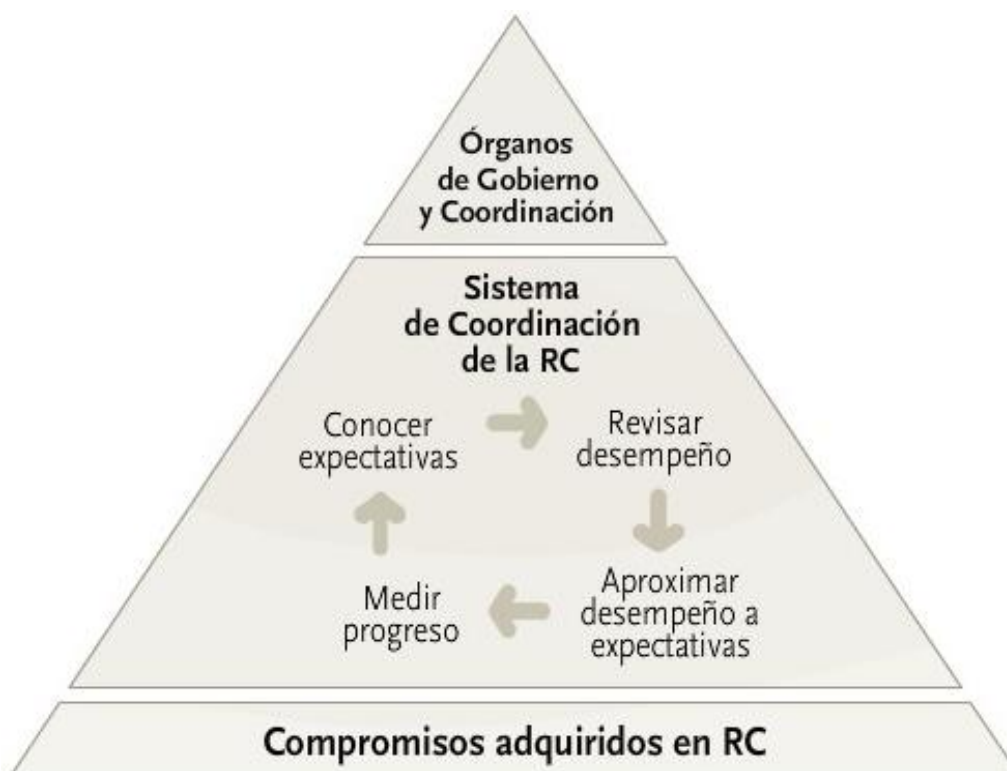 Órganos
de Gobierno
y Coordinación
Sistema
de Coordinación
de la RC
Conocer
expectativas
Revisar
desempeño
Aproximar
desempeño a
expectativas
Medir
progreso
Compromisos adquiridos en RC